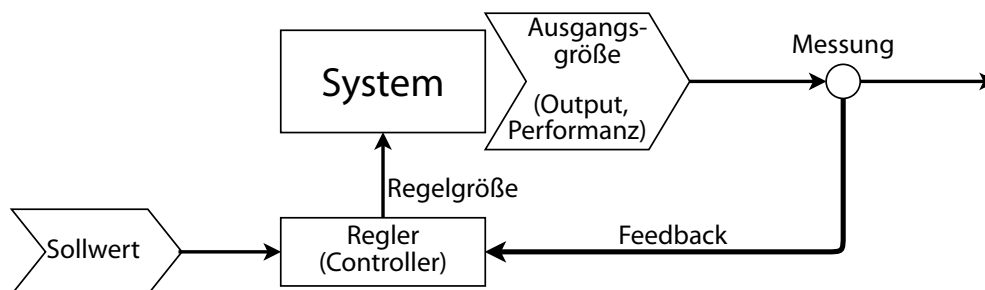 System
Ausgangs-
größe
(Output,
Performanz)
Messung
Regelgröße
Sollwert
Regler
(Controller)
Feedback